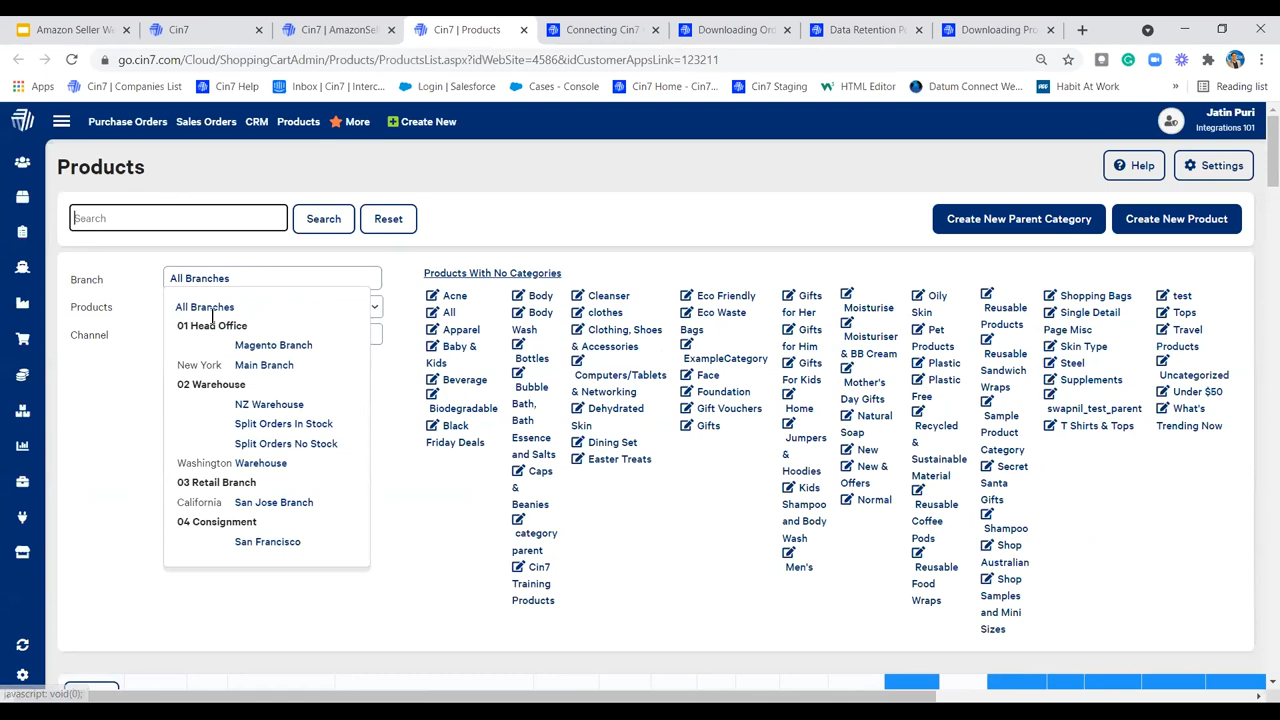 Amazon Seller W
Cin7
Cin7 | AmazonSel
Cin7 | Products
Connecting Cin7
Downloading Ord
Data Retention P
Downloading Pro
go.cin7.com/Cloud/ShoppingCartAdmin/Products/ProductsList.aspx?idWebSite=4586&idCustomerAppsLink=123211
Apps
Cin7 | Companies List
Cin7 Help
Inbox | Cin7's Interc...
Login | Salesforce
Cases - Console
Cin7 Home - Cin7...
Cin7 Staging
HTML Editor
Datum Connect We...
Habit At Work
»
Reading list
Purchase Orders
Sales Orders
CRM
Products
More
Create New
Jatin Puri
Integrations 101
Products
Help
Settings
Search
Search
Reset
Create New Parent Category
Create New Product
Branch
All Branches
Products
Channel
All Branches
01 Head Office
Magento Branch
New York Main Branch
02 Warehouse
NZ Warehouse
Split Orders In Stock
Split Orders No Stock
Washington Warehouse
03 Retail Branch
California San Jose Branch
04 Consignment
San Francisco
Products With No Categories
Acne
All
Apparel
Baby &
Kids
Beverage
Biodegradable
Black
Friday Deals
Body
Body
Wash
Bottles
Bubble
Bath,
Bath
Essence
and Salts
Caps
&
Beanies
category
parent
Cin7
Training
Products
Cleanser
clothes
Clothing, Shoes
& Accessories
Computers/Tablets
& Networking
Dehydrated
Skin
Dining Set
Easter Treats
Eco Friendly
Eco Waste
Bags
ExampleCategory
Face
Foundation
Gift Vouchers
Gifts
Gifts
for Her
Gifts
for Him
Gifts
For Kids
Home
Jumpers
&
Hoodies
Kids
Shampoo
and Body
Wash
Men's
Moisturise
Moisturiser
& BB Cream
Mother's
Day Gifts
Natural
Soap
New
New &
Offers
Normal
Oily
Skin
Pet
Products
Plastic
Plastic
Free
Recycled
&
Sustainable
Material
Reusable
Coffee
Pods
Reusable
Food
Wraps
Reusable
Products
Reusable
Sandwich
Wraps
Sample
Product
Category
Secret
Santa
Gifts
Shampoo
Shop
Australian
Shop
Samples
and Mini
Sizes
Shopping Bags
Single Detail
Page Misc
Skin Type
Steel
Supplements
swapnil_test_parent
T Shirts & Tops
test
Tops
Travel
Products
Uncategorized
Under $50
What's
Trending Now
javascript: void(0);